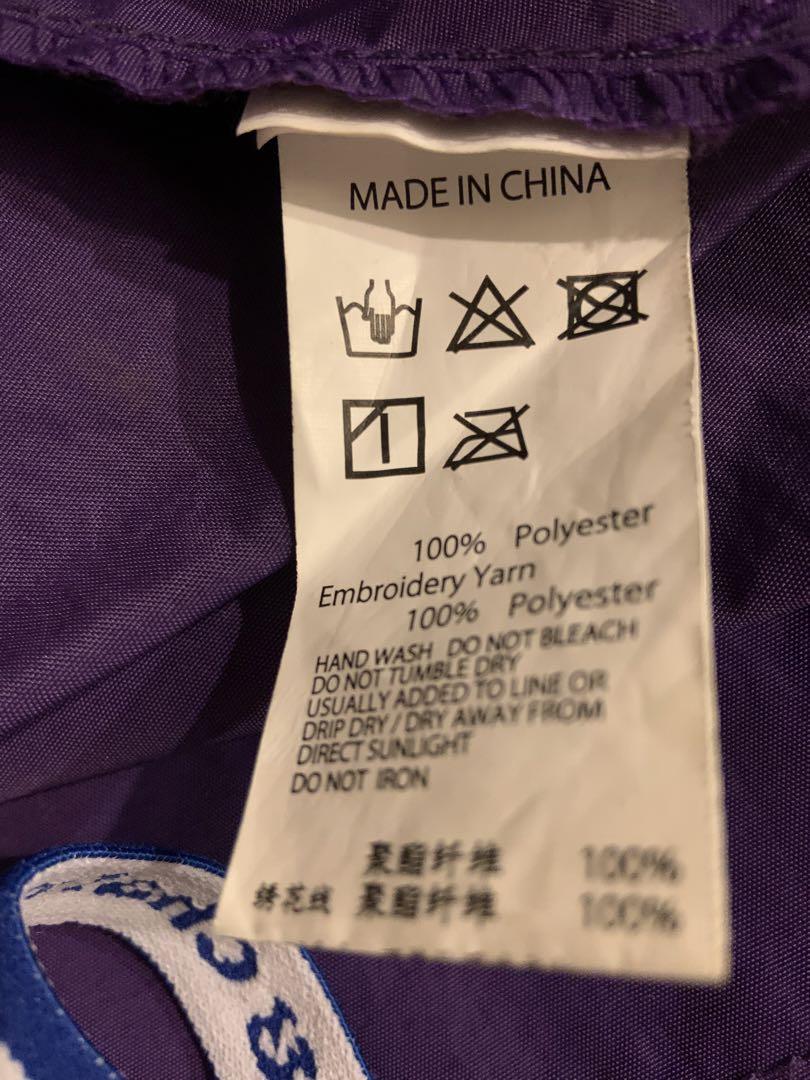 MADE IN CHINA
100% Polyester
Embroidery Yarn
100% Polyester
HAND WASH DO NOT BLEACH
DO NOT TUMBLE DRY
USUALLY ADDED TO LINE OR
DRIP DRY / DRY AWAY FROM
DIRECT SUNLIGHT
DO NOT IRON
聚脂纤维 100%
绣花线 聚脂纤维 100%